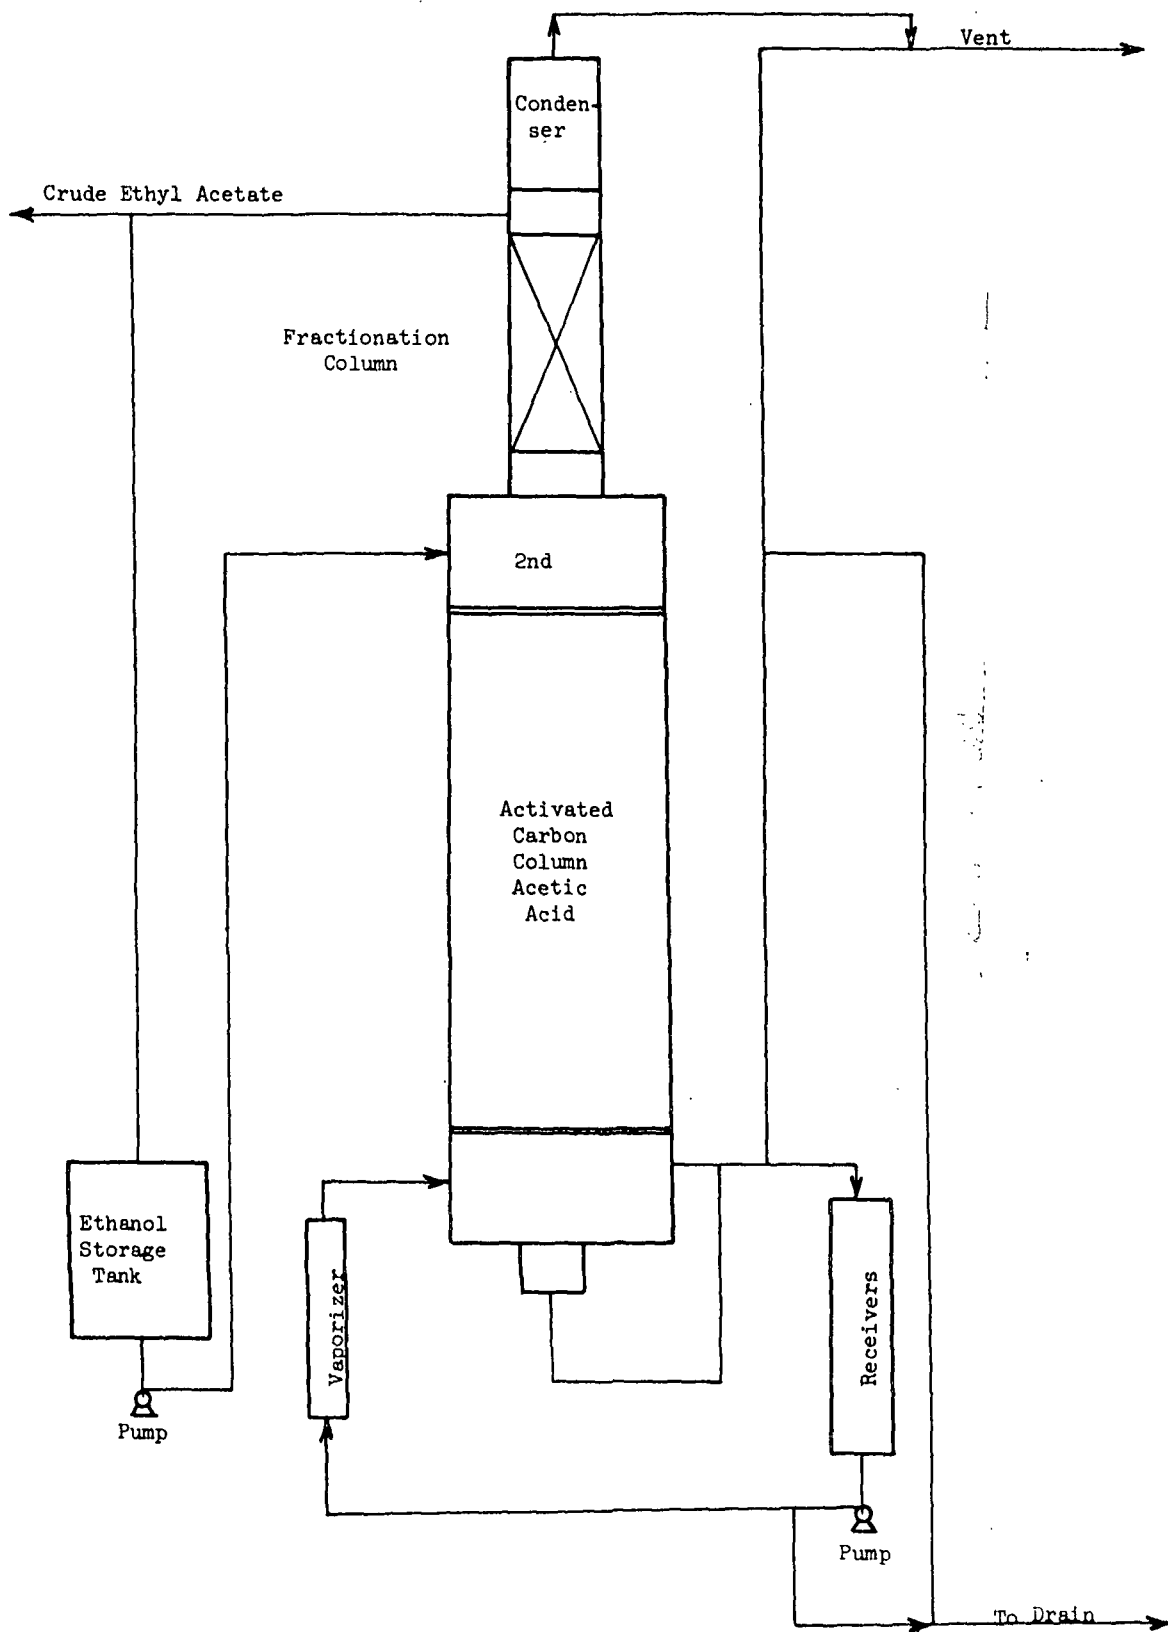 Vent
Conden-
ser
Crude Ethyl Acetate
Fractionation
Column
2nd
Activated
Carbon
Column
Acetic
Acid
Ethanol
Storage
Tank
Vaporizer
Receivers
Pump
Pump
To Drain